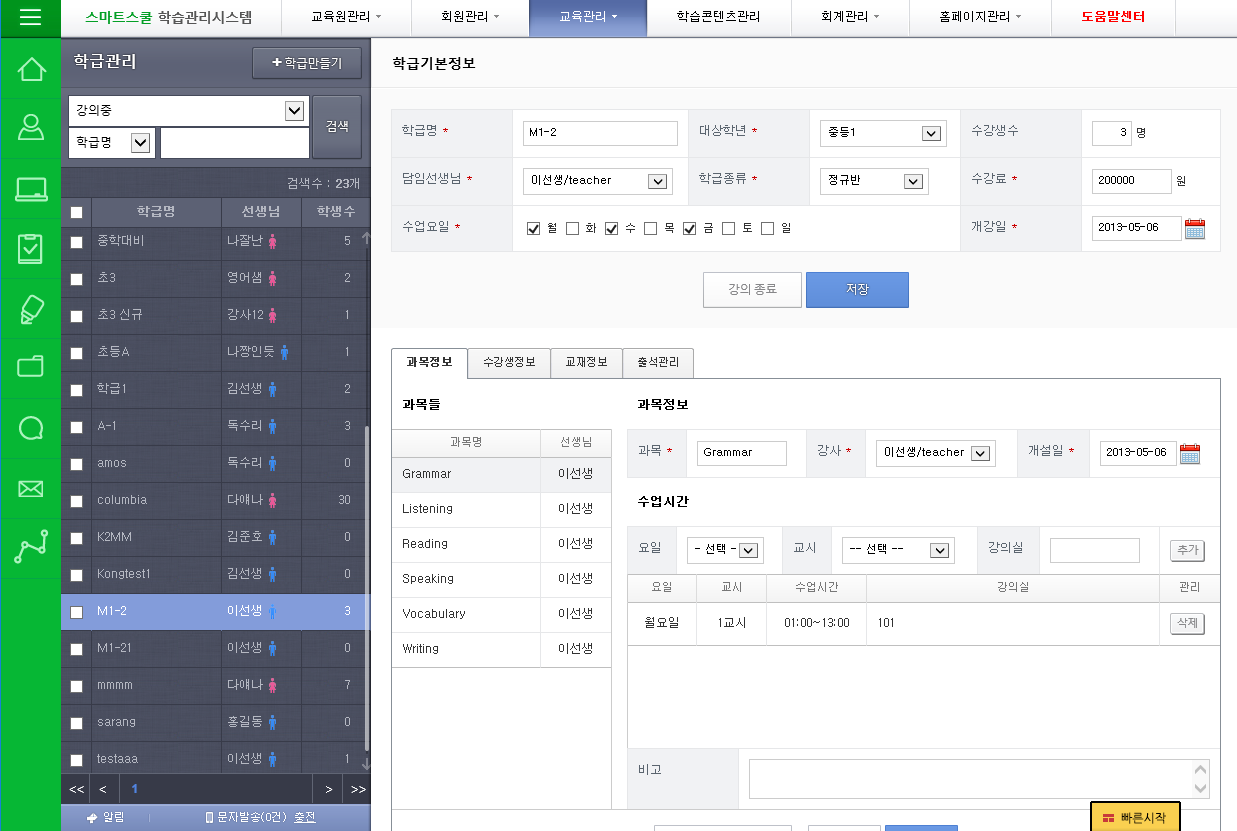 스마트스쿨 학습관리시스템 교육원관리 회원관리 교육관리 학습콘텐츠관리 회계관리 홈페이지관리 도움말센터
학급관리 +학급만들기
강의중
학급명 검색
검색수 : 23개
학급명 선생님 학생수
중학대비 나잘난 5
초3 영어샘 2
초3 신규 강사12 1
초등A 나짱인듯 1
학급1 김선생 2
A-1 독수리 3
amos 독수리 0
columbia 다애나 30
K2MM 김준호 0
Kongtest1 김선생 0
M1-2 이선생 3
M1-21 이선생 0
mmmm 다애나 7
sarang 홍길동 0
testaaa 이선생 1
<< < 1 > >>
알림 문자발송(0건) 충전
학급기본정보
학급명 * M1-2 대상학년 * 중등1 수강생수 3 명
담임선생님 * 이선생/teacher 학급종류 * 정규반 수강료 * 200000 원
수업요일 * 월 화 수 목 금 토 일 개강일 * 2013-05-06
강의 종료 저장
과목정보 수강생정보 교재정보 출석관리
과목들
과목명 선생님
Grammar 이선생
Listening 이선생
Reading 이선생
Speaking 이선생
Vocabulary 이선생
Writing 이선생
과목정보
과목 * Grammar 강사 * 이선생/teacher 개설일 * 2013-05-06
수업시간
요일 - 선택 - 교시 -- 선택 -- 강의실 추가
요일 교시 수업시간 강의실 관리
월요일 1교시 01:00~13:00 101 삭제
비고
빠른시작